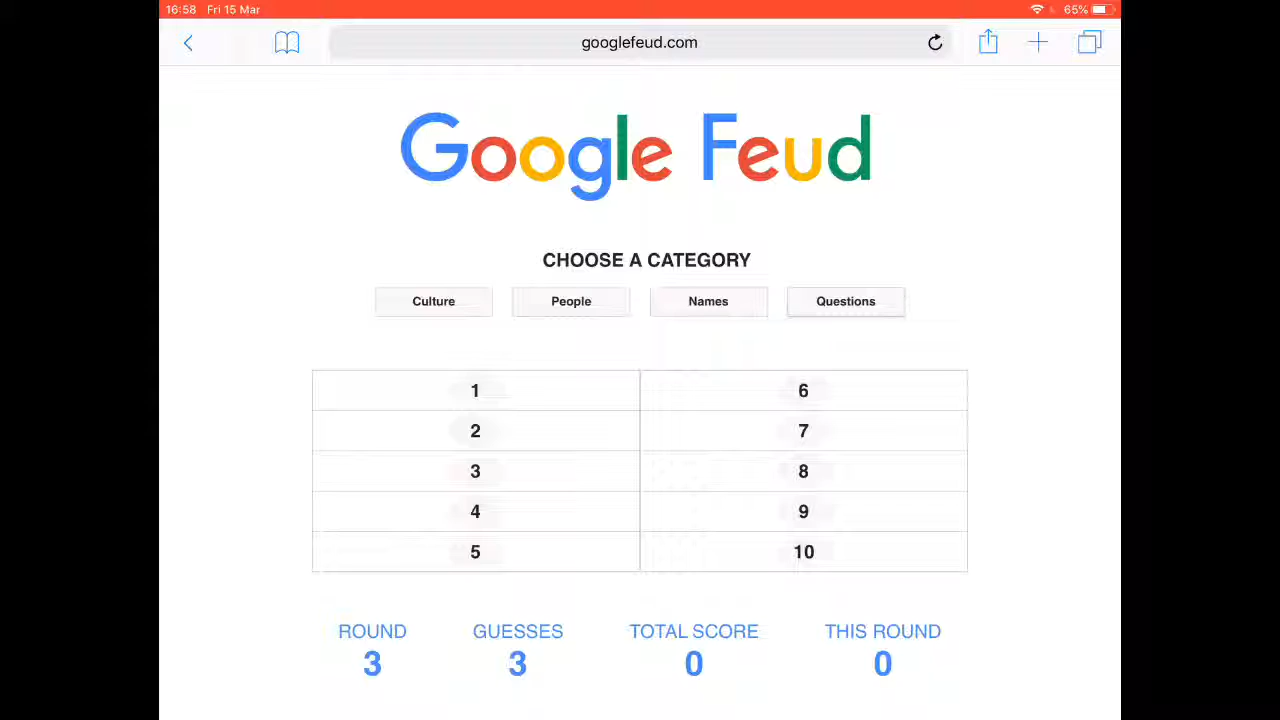 16:58 Fri 15 Mar 65%
googlefeud.com
Google Feud
CHOOSE A CATEGORY
Culture People Names Questions
1 6
2 7
3 8
4 9
5 10
ROUND GUESSES TOTAL SCORE THIS ROUND
3 3 0 0